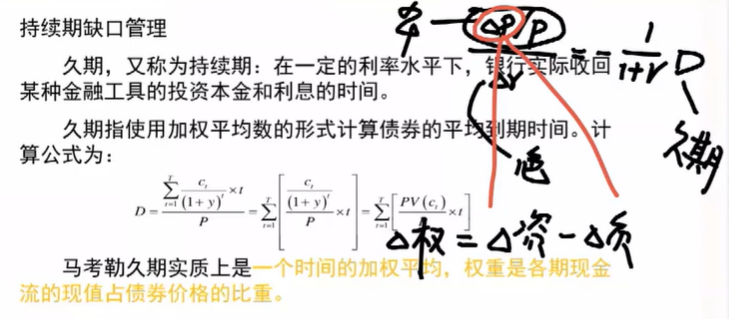 持续期缺口管理
久期，又称为持续期：在一定的利率水平下，银行实际收回
某种金融工具的投资本金和利息的时间。
久期指使用加权平均数的形式计算债券的平均到期时间。计
算公式为：
D = \frac{\sum_{t=1}^{T} \frac{c_t}{(1+y)^t} \times t}{P} = \sum_{t=1}^{T} \left[ \frac{\frac{c_t}{(1+y)^t}}{P} \times t \right] = \sum_{t=1}^{T} \left[ \frac{PV(c_t)}{P} \times t \right]
马考勒久期实质上是一个时间的加权平均，权重是各期现金
流的现值占债券价格的比重。
ΔP/P
Δr
= - \frac{1}{1+r} D
久期
Δ权 = Δ资 - Δ负